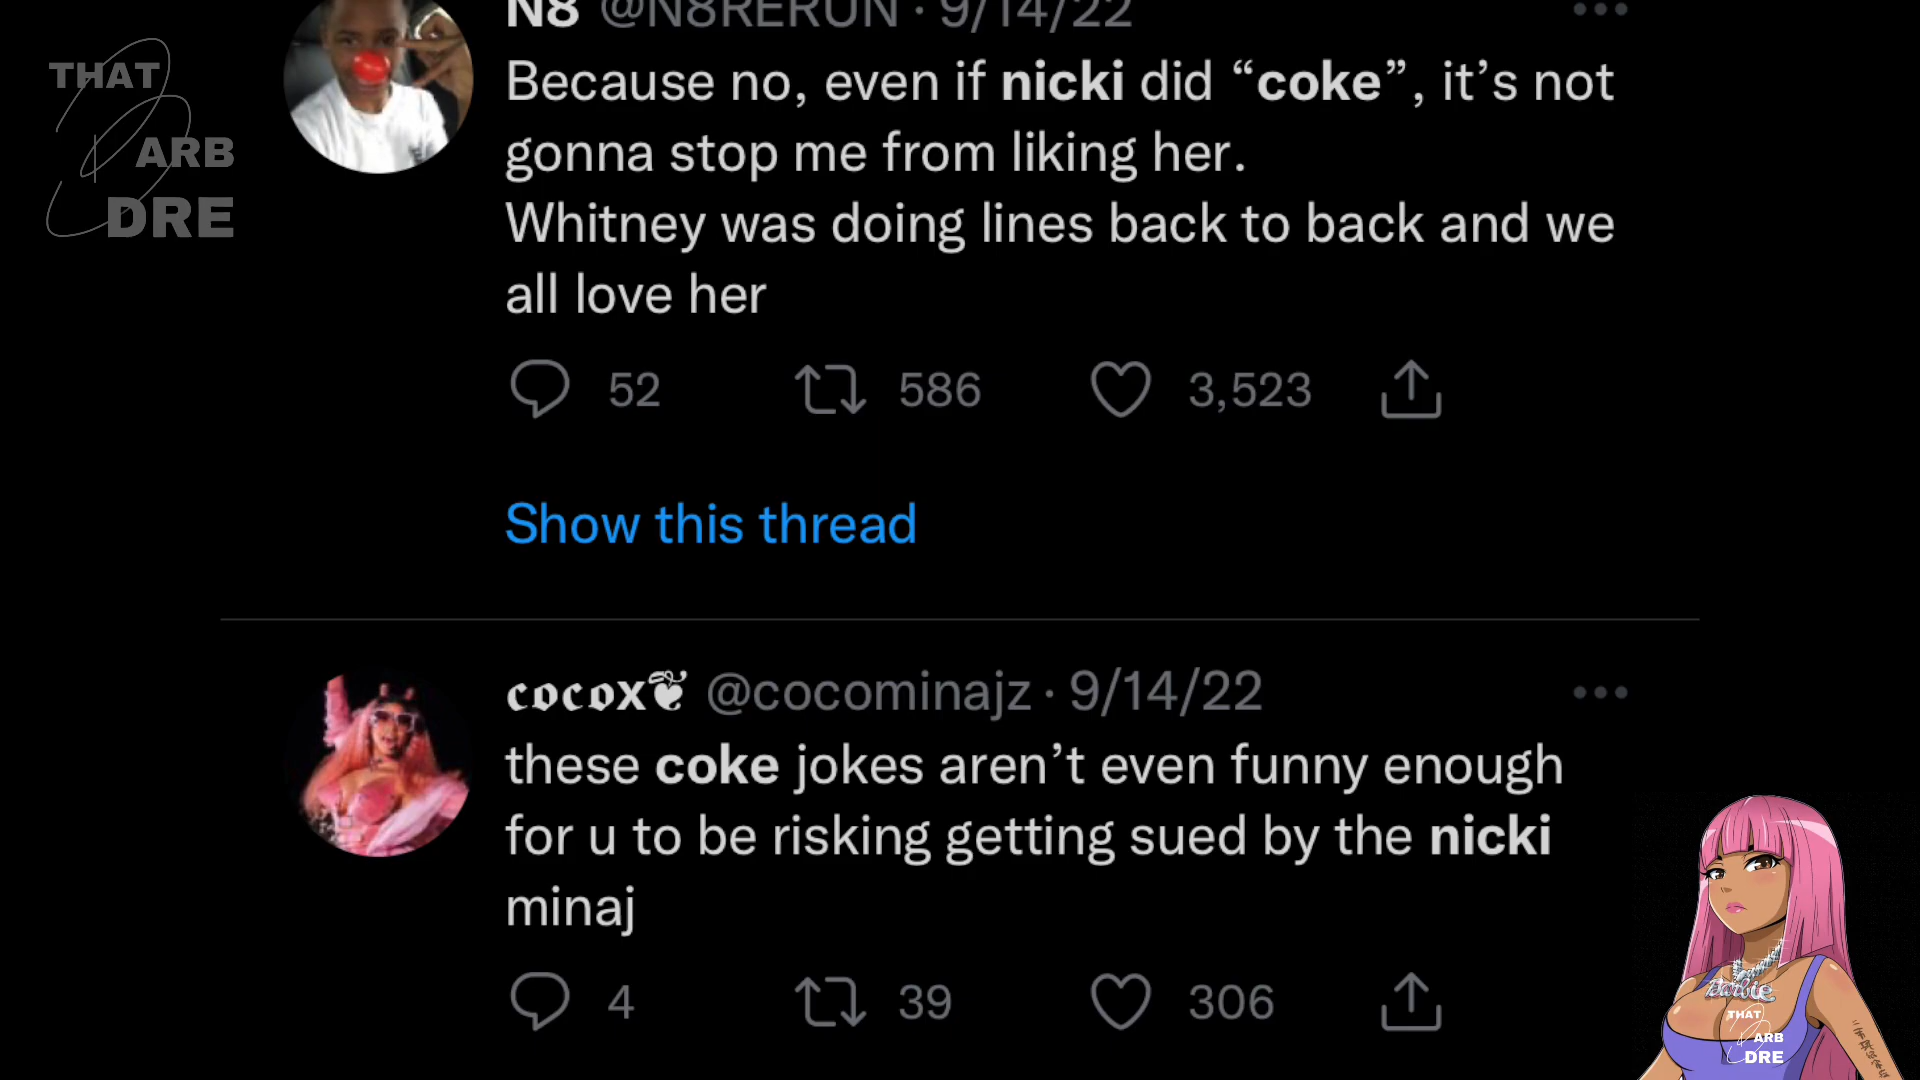 THAT
BARB
DRE
N8 @N8RERUN · 9/14/22
Because no, even if nicki did “coke”, it’s not
gonna stop me from liking her.
Whitney was doing lines back to back and we
all love her
52 586 3,523
Show this thread
cocox❦ @cocominajz · 9/14/22
these coke jokes aren’t even funny enough
for u to be risking getting sued by the nicki
minaj
4 39 306
Barbie
THAT
BARB
DRE